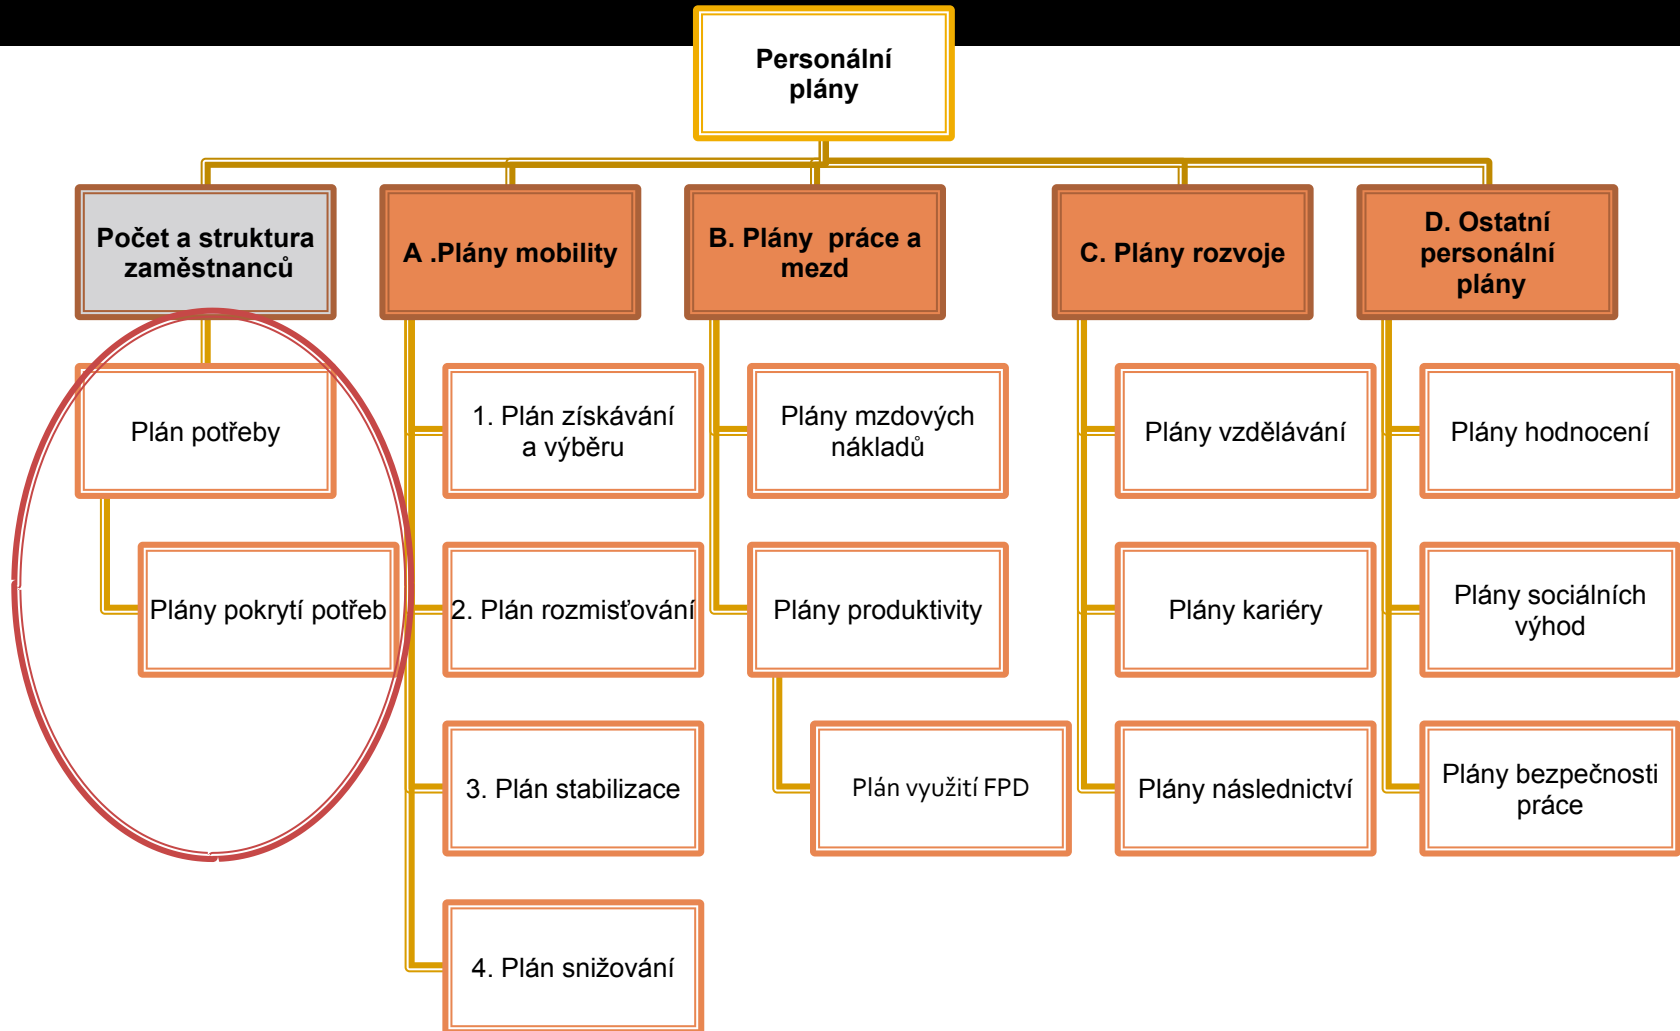 Personální
plány
Počet a struktura
zaměstnanců
A .Plány mobility
B. Plány  práce a
mezd
C. Plány rozvoje
D. Ostatní
personální
plány
Plán potřeby
Plány pokrytí potřeb
1. Plán získávání
a výběru
2. Plán rozmisťování
3. Plán stabilizace
4. Plán snižování
Plány mzdových
nákladů
Plány produktivity
Plán využití FPD
Plány vzdělávání
Plány kariéry
Plány následnictví
Plány hodnocení
Plány sociálních
výhod
Plány bezpečnosti
práce